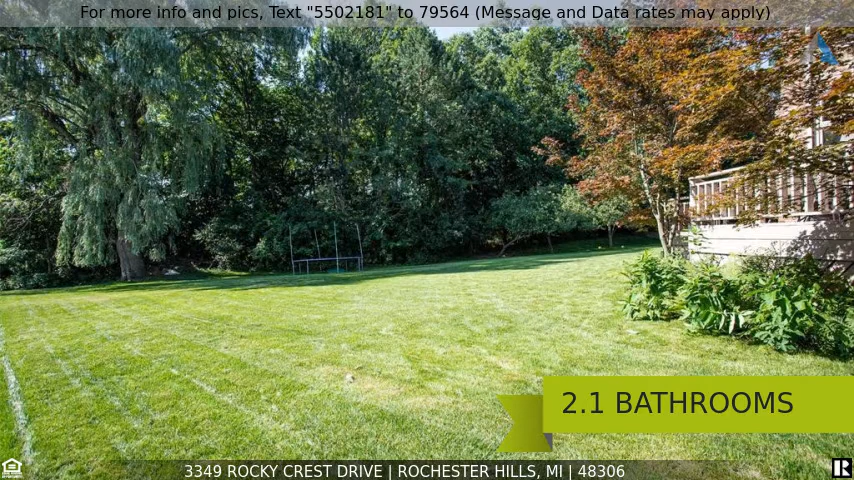 For more info and pics, Text "5502181" to 79564 (Message and Data rates may apply)
2.1 BATHROOMS
3349 ROCKY CREST DRIVE | ROCHESTER HILLS, MI | 48306